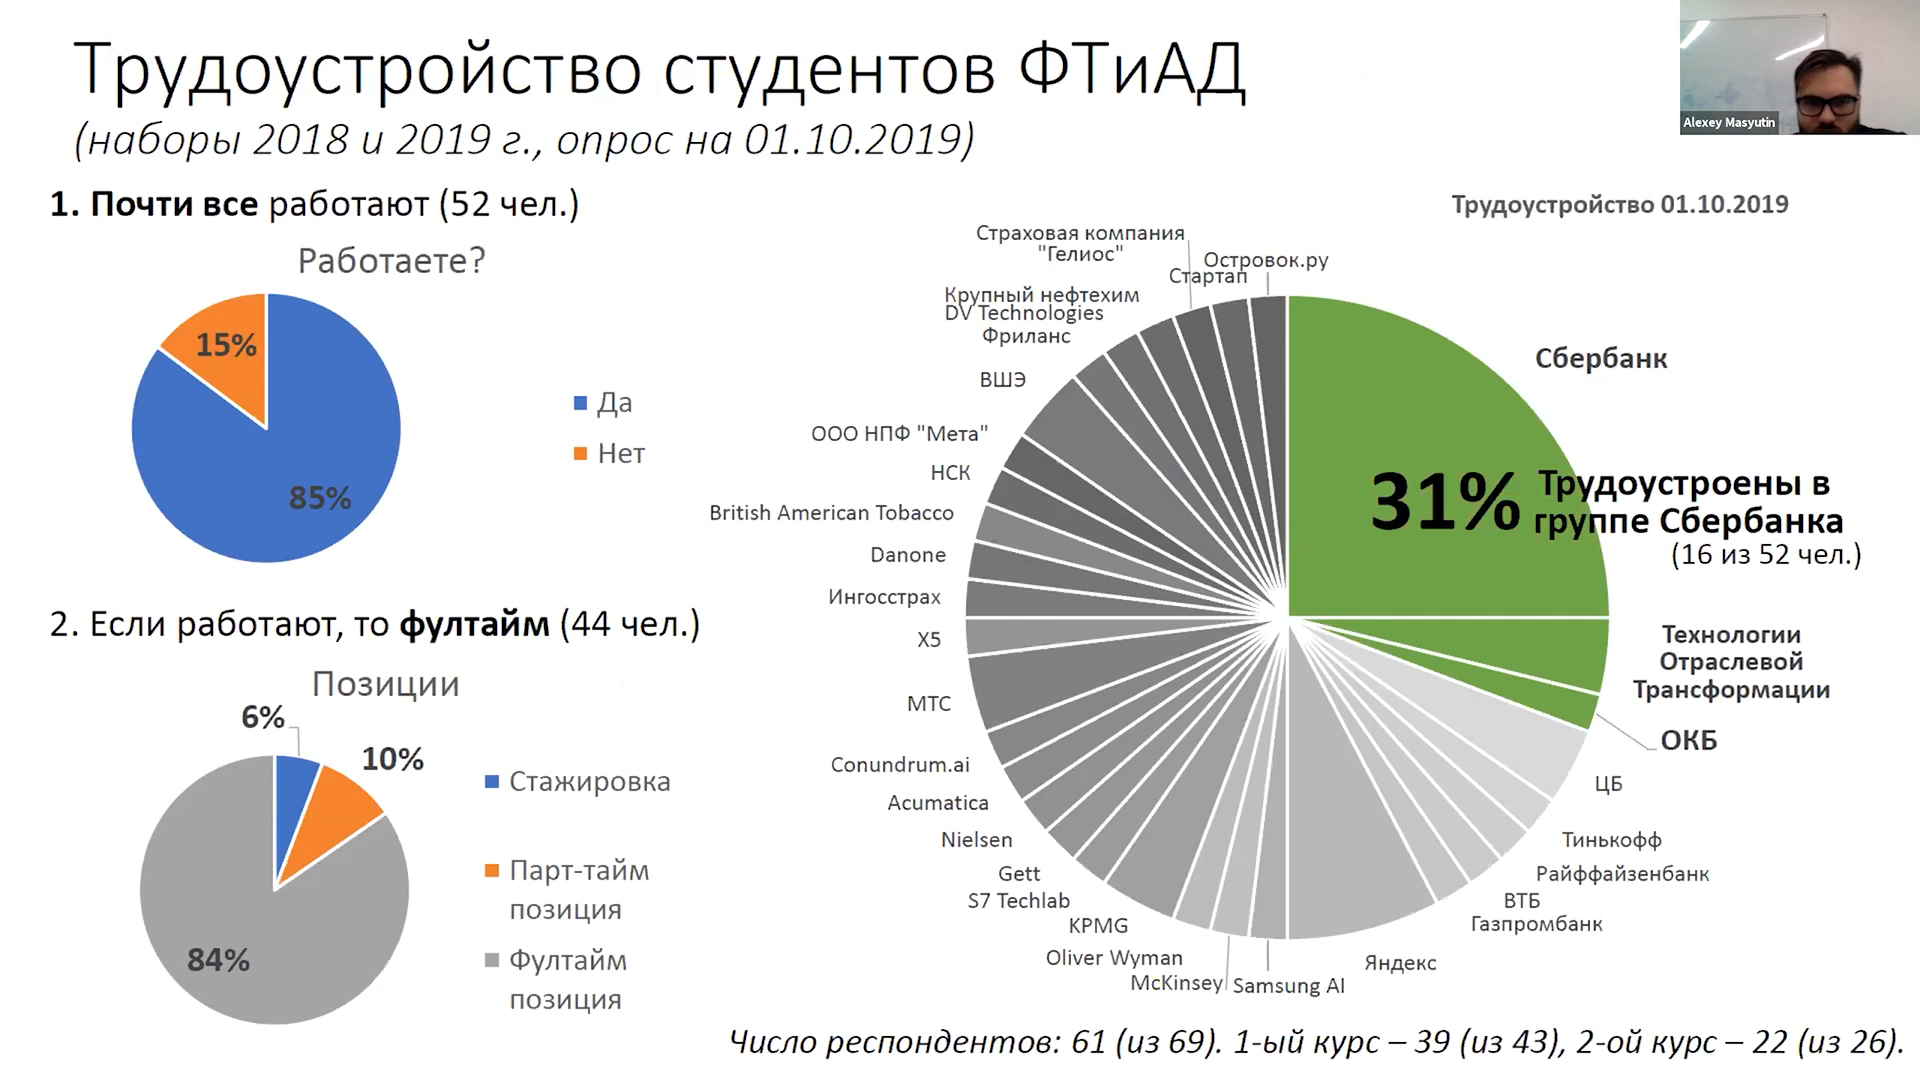 Трудоустройство студентов ФТиАД
(наборы 2018 и 2019 г., опрос на 01.10.2019)
Alexey Masyutin
1. Почти все работают (52 чел.)
Работаете?
15%
85%
Да
Нет
2. Если работают, то фултайм (44 чел.)
Позиции
6%
10%
84%
Стажировка
Парт-тайм
позиция
Фултайм
позиция
Трудоустройство 01.10.2019
Страховая компания
"Гелиос"
Островок.ру
Стартап
Крупный нефтехим
DV Technologies
Фриланс
ВШЭ
ООО НПФ "Мета"
НСК
British American Tobacco
Danone
Ингосстрах
X5
МТС
Conundrum.ai
Acumatica
Nielsen
Gett
S7 Techlab
KPMG
Oliver Wyman
McKinsey
Samsung AI
Яндекс
Газпромбанк
ВТБ
Райффайзенбанк
Тинькофф
ЦБ
ОКБ
Технологии
Отраслевой
Трансформации
Сбербанк
31% Трудоустроены в
группе Сбербанка
(16 из 52 чел.)
Число респондентов: 61 (из 69). 1-ый курс – 39 (из 43), 2-ой курс – 22 (из 26).